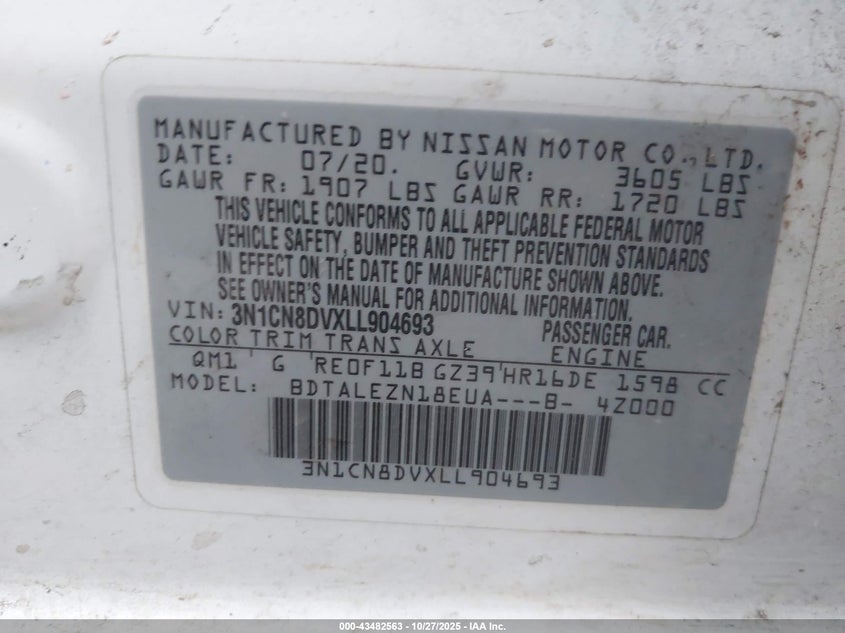 MANUFACTURED BY NISSAN MOTOR CO., LTD.
DATE: 07/20. GVWR: 3605 LBS
GAWR FR: 1907 LBS GAWR RR: 1720 LBS
THIS VEHICLE CONFORMS TO ALL APPLICABLE FEDERAL MOTOR
VEHICLE SAFETY, BUMPER AND THEFT PREVENTION STANDARDS
IN EFFECT ON THE DATE OF MANUFACTURE SHOWN ABOVE.
SEE OWNER'S MANUAL FOR ADDITIONAL INFORMATION.
VIN: 3N1CN8DVXLL904693 PASSENGER CAR.
COLOR TRIM TRANS AXLE ENGINE
QM1 ' G 'RE0F11B GZ39'HR16DE 1598 CC
MODEL: BDTALEZN18EUA---B- 4Z000
3N1CN8DVXLL904693
000-43482563 | 10/27/2025 | IAA Inc.